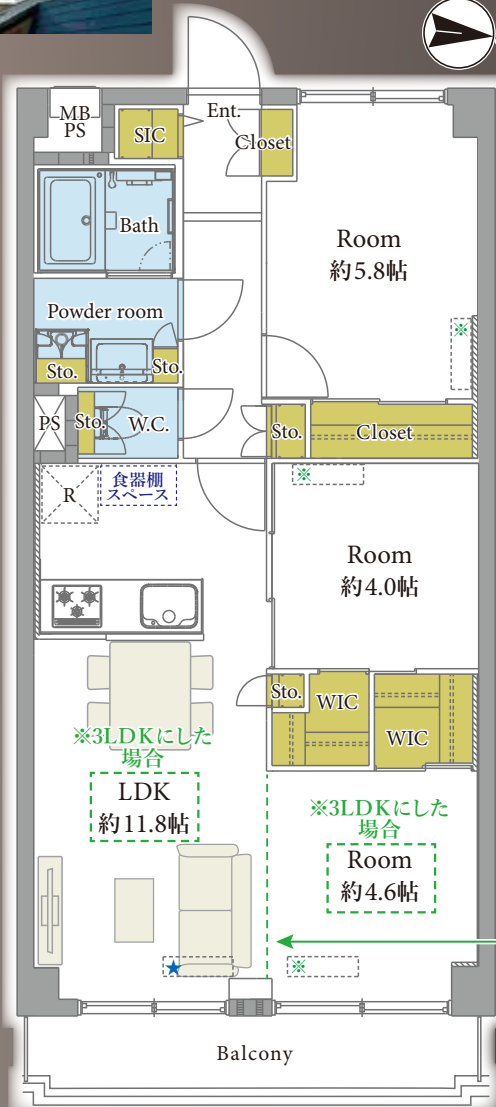 MB
PS
SIC
Ent.
Closet
Bath
Room
約5.8帖
※
Powder room
Sto.
Sto.
PS
Sto.
W.C.
Sto.
Closet
R
食器棚
スペース
※
Room
約4.0帖
Sto.
WIC
WIC
※3LDKにした
場合
LDK
約11.8帖
※3LDKにした
場合
Room
約4.6帖
★
※
Balcony